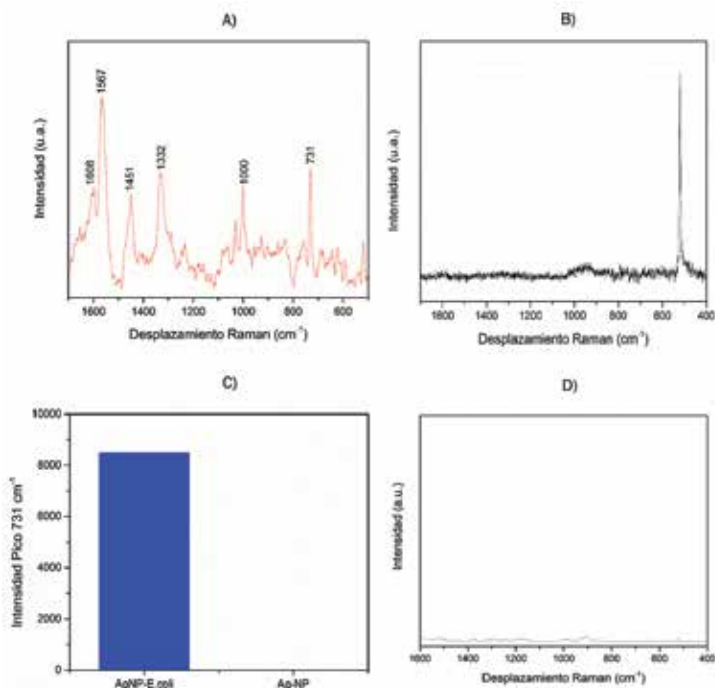 A)
1608
1567
1451
1332
1000
731
Intensidad (u.a.)
1600 1400 1200 1000 800 600
Desplazamiento Raman (cm⁻¹)
B)
Intensidad (u.a.)
1600 1400 1200 1000 800 600 400
Desplazamiento Raman (cm⁻¹)
C)
Intensidad Pico 731 cm⁻¹
10000
8000
6000
4000
2000
0
AgNP-E.coli Ag-NP
D)
Intensidad (a.u.)
1600 1400 1200 1000 800 600 400
Desplazamiento Raman (cm⁻¹)